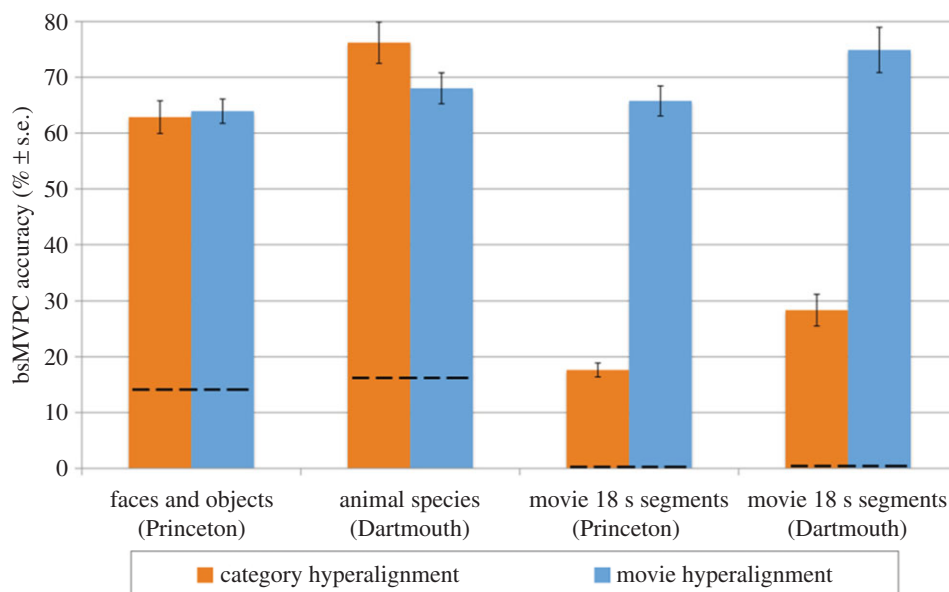 bsMVPC accuracy (% ± s.e.)
80
70
60
50
40
30
20
10
0
faces and objects
(Princeton)
animal species
(Dartmouth)
movie 18 s segments
(Princeton)
movie 18 s segments
(Dartmouth)
category hyperalignment
movie hyperalignment